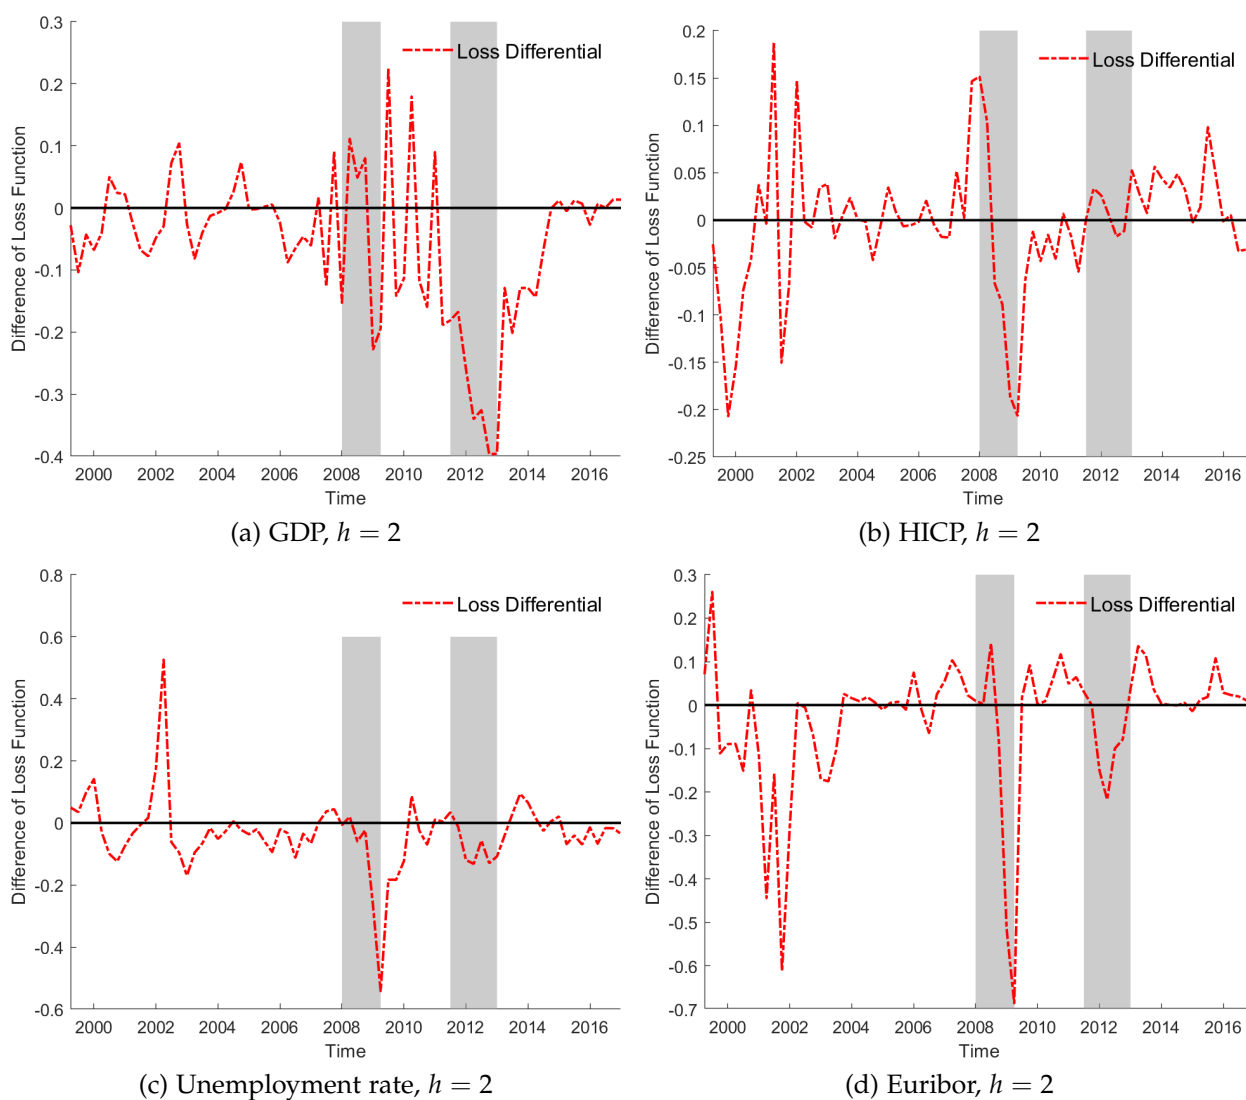 Difference of Loss Function
0.3
0.2
0.1
0
-0.1
-0.2
-0.3
-0.4
Loss Differential
2000 2002 2004 2006 2008 2010 2012 2014 2016
Time
(a) GDP, h = 2
Difference of Loss Function
0.2
0.15
0.1
0.05
0
-0.05
-0.1
-0.15
-0.2
-0.25
Loss Differential
2000 2002 2004 2006 2008 2010 2012 2014 2016
Time
(b) HICP, h = 2
Difference of Loss Function
0.8
0.6
0.4
0.2
0
-0.2
-0.4
-0.6
Loss Differential
2000 2002 2004 2006 2008 2010 2012 2014 2016
Time
(c) Unemployment rate, h = 2
Difference of Loss Function
0.3
0.2
0.1
0
-0.1
-0.2
-0.3
-0.4
-0.5
-0.6
-0.7
Loss Differential
2000 2002 2004 2006 2008 2010 2012 2014 2016
Time
(d) Euribor, h = 2